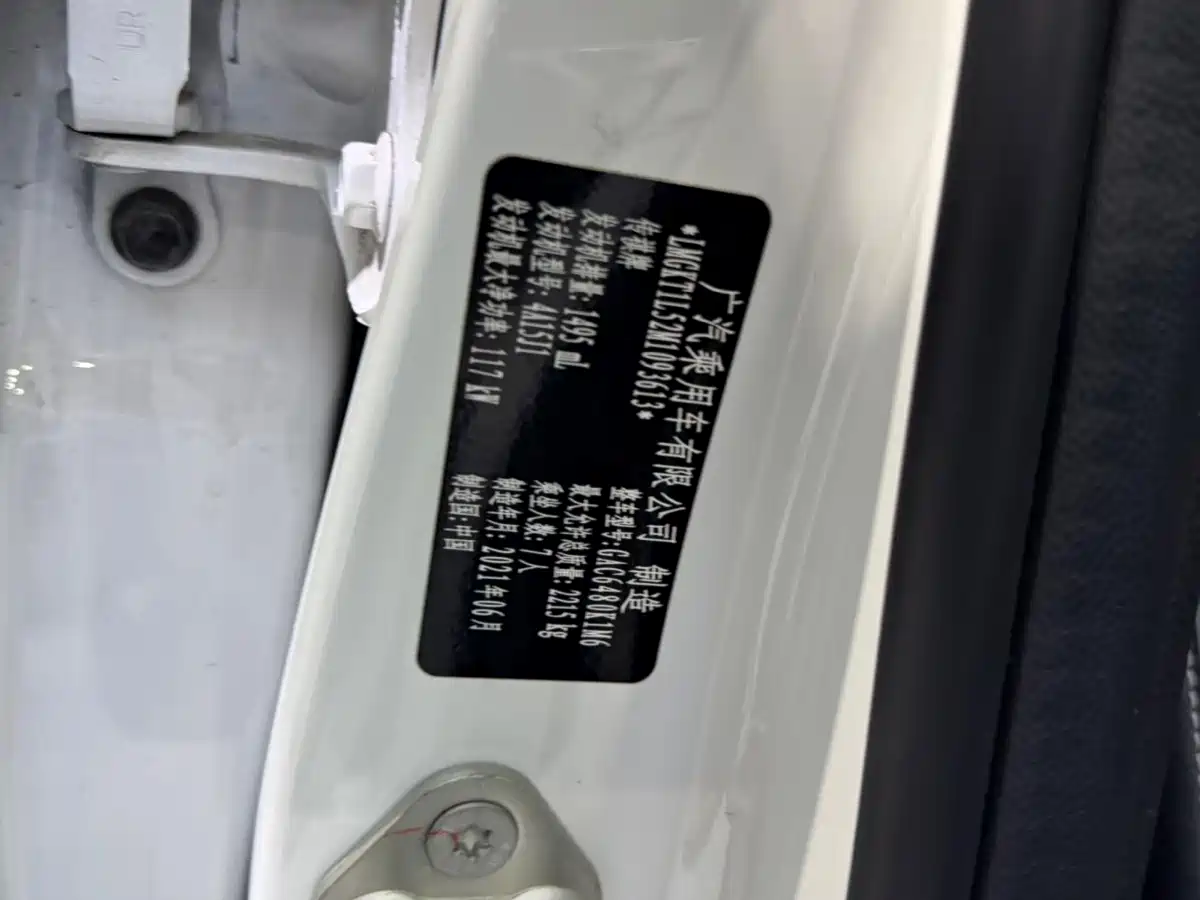 广汽乘用车有限公司 制造
*LMGKT1L52M1093613*
传祺牌 整车型号:GAC6480K1M6
发动机排量: 1495 mL 最大允许总质量: 2215 kg
发动机型号: 4A15J1 乘坐人数: 7 人
发动机最大净功率: 117 kW 制造年月: 2021年06月
制造国: 中国